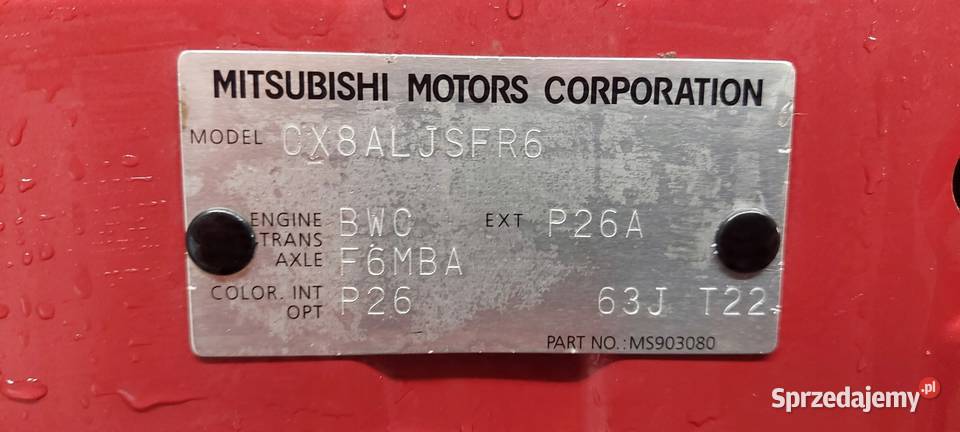 MITSUBISHI MOTORS CORPORATION
MODEL CX8ALJSFR6
ENGINE BWC EXT P26A
TRANS
AXLE F6MBA
COLOR. INT P26 63J T22
OPT
PART NO.: MS903080
Sprzedajemy.pl